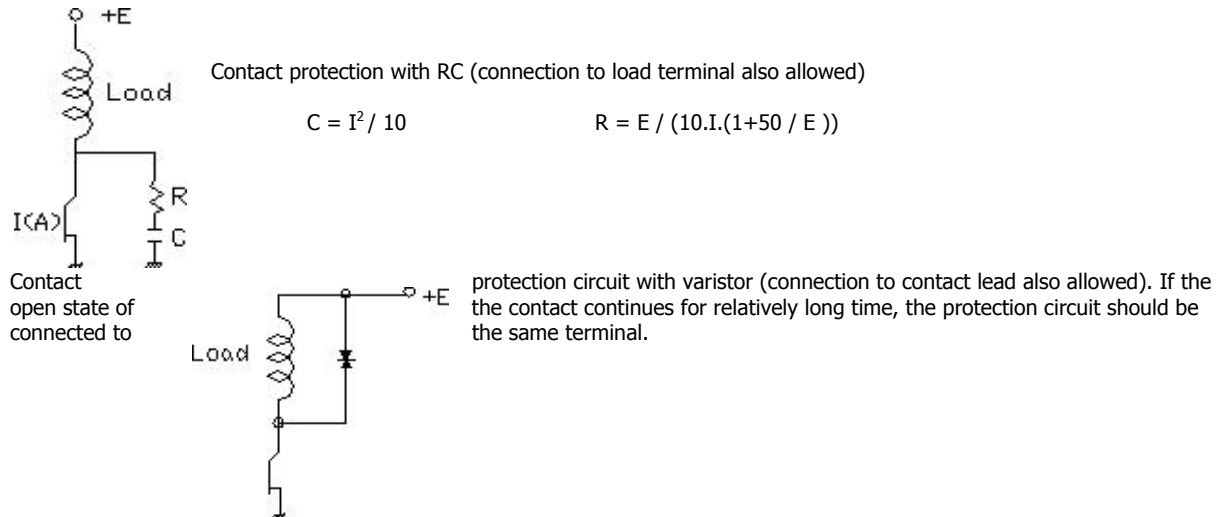 +E
Load
Contact protection with RC (connection to load terminal also allowed)
C = I² / 10 R = E / (10.I.(1+50 / E ))
R
I(A)
C
Contact protection circuit with varistor (connection to contact lead also allowed). If the
open state of the contact continues for relatively long time, the protection circuit should be
connected to the same terminal.
+E
Load